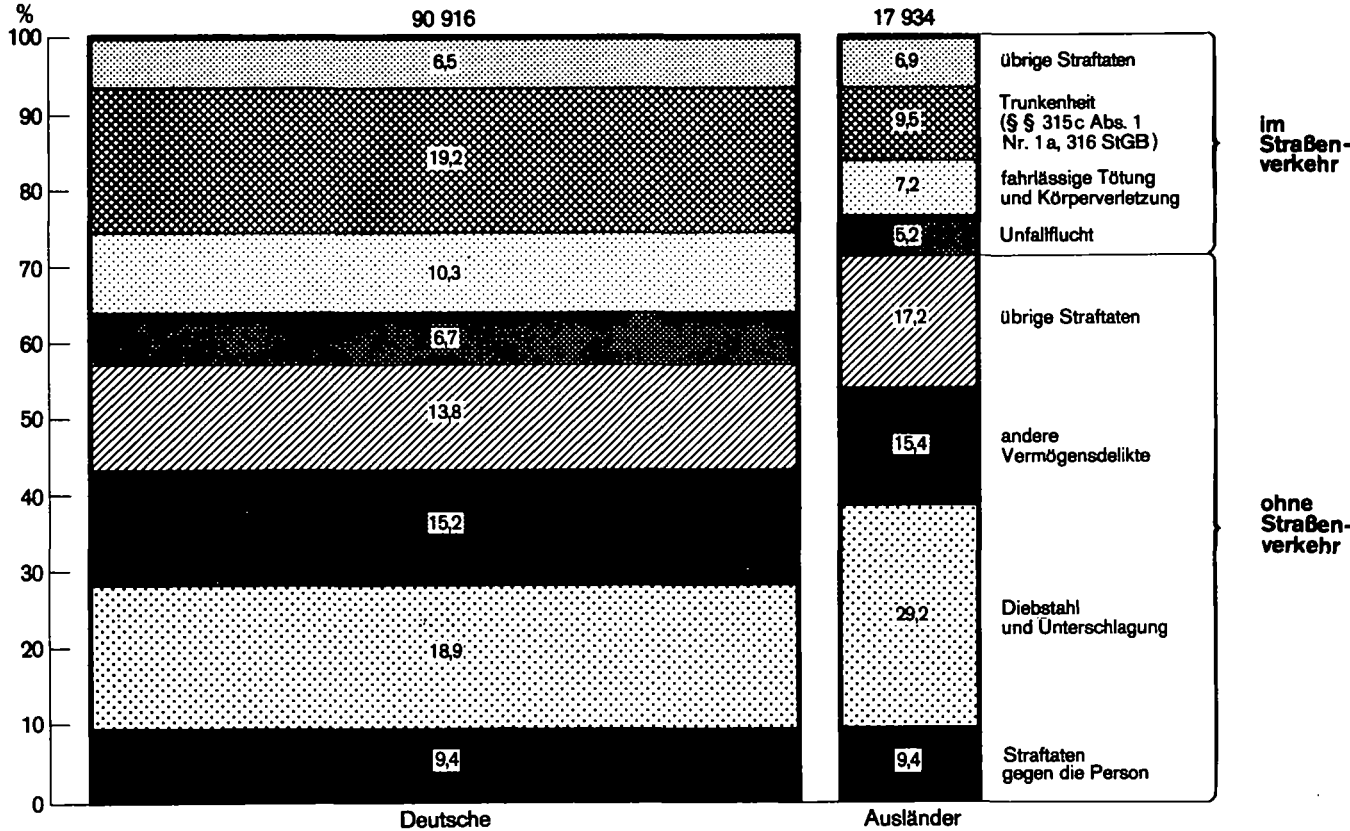 %
90 916
17 934
100
90
80
70
60
50
40
30
20
10
0
6,5
19,2
10,3
6,7
13,8
15,2
18,9
9,4
Deutsche
6,9
9,5
7,2
5,2
17,2
15,4
29,2
9,4
Ausländer
übrige Straftaten
Trunkenheit
(§ § 315c Abs. 1
Nr. 1a, 316 StGB)
fahrlässige Tötung
und Körperverletzung
Unfallflucht
übrige Straftaten
andere
Vermögensdelikte
Diebstahl
und Unterschlagung
Straftaten
gegen die Person
im
Straßen-
verkehr
ohne
Straßen-
verkehr